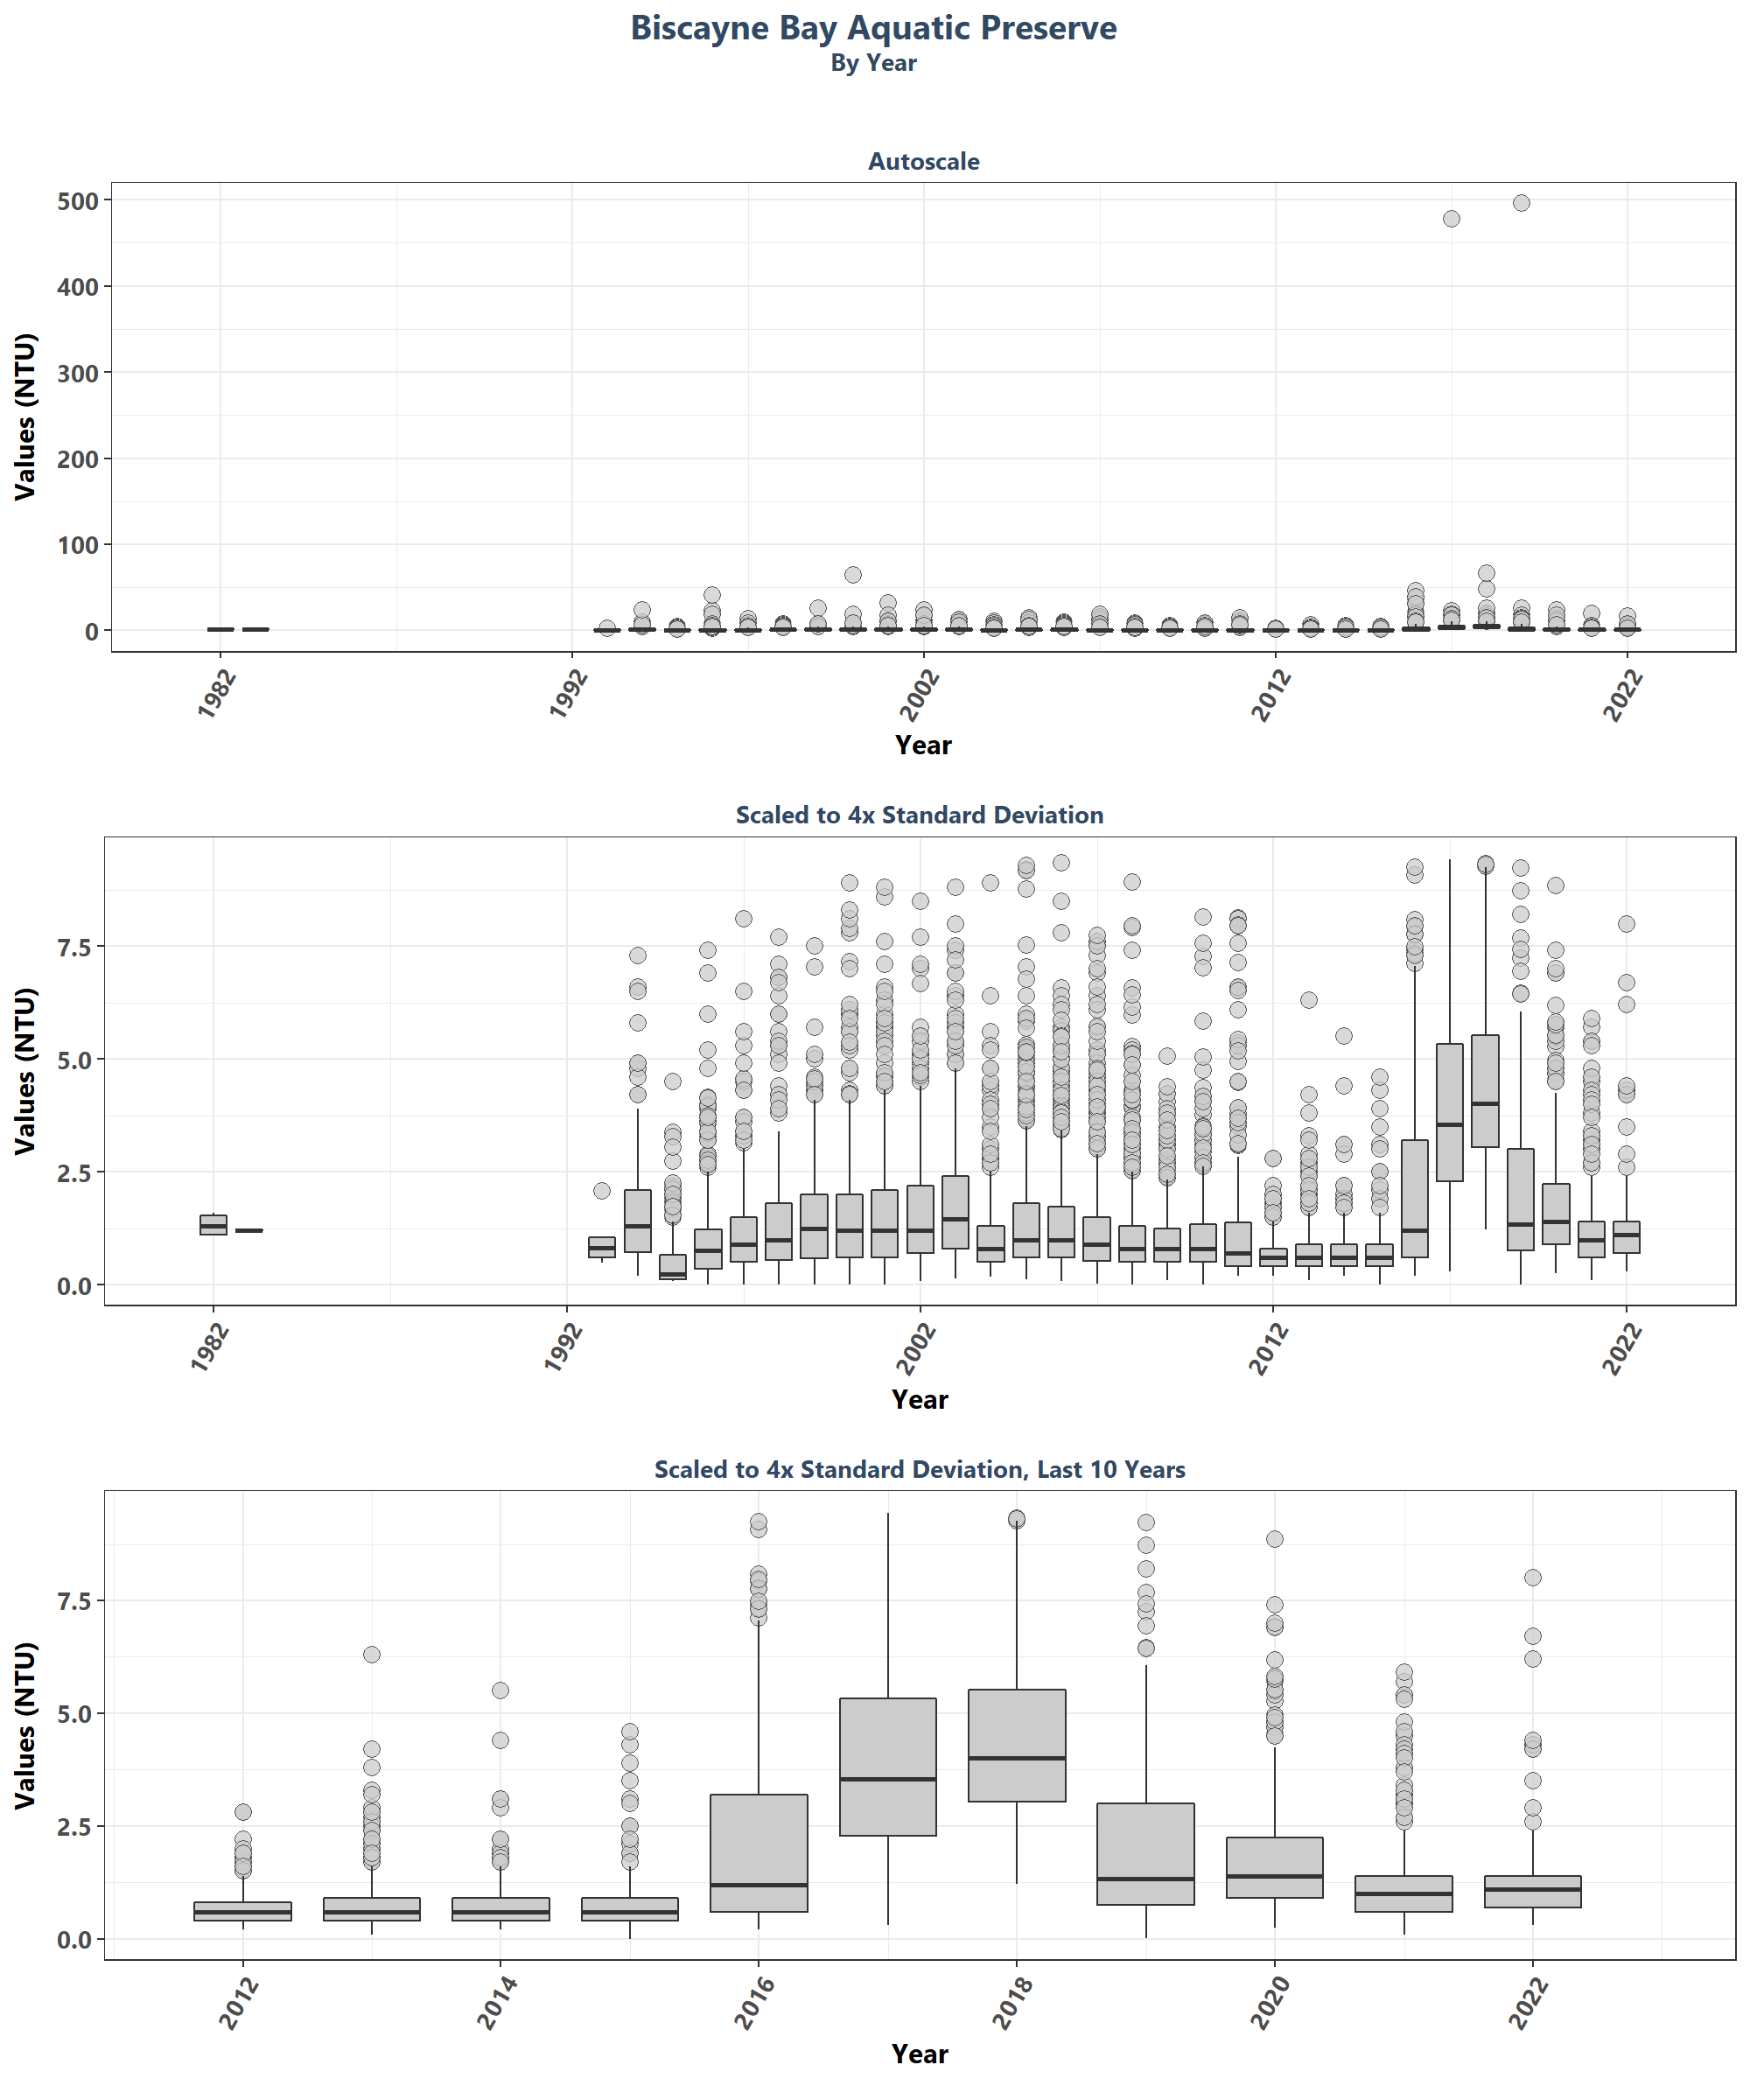 Biscayne Bay Aquatic Preserve
By Year
Autoscale
Values (NTU)
500
400
300
200
100
0
1982
1992
2002
2012
2022
Year
Scaled to 4x Standard Deviation
Values (NTU)
7.5
5.0
2.5
0.0
1982
1992
2002
2012
2022
Year
Scaled to 4x Standard Deviation, Last 10 Years
Values (NTU)
7.5
5.0
2.5
0.0
2012
2014
2016
2018
2020
2022
Year